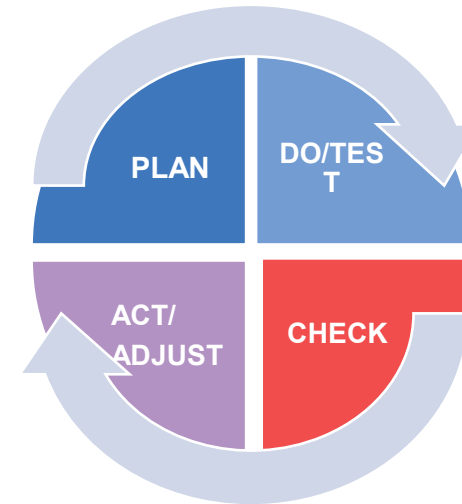 PLAN
DO/TES
T
ACT/
ADJUST
CHECK